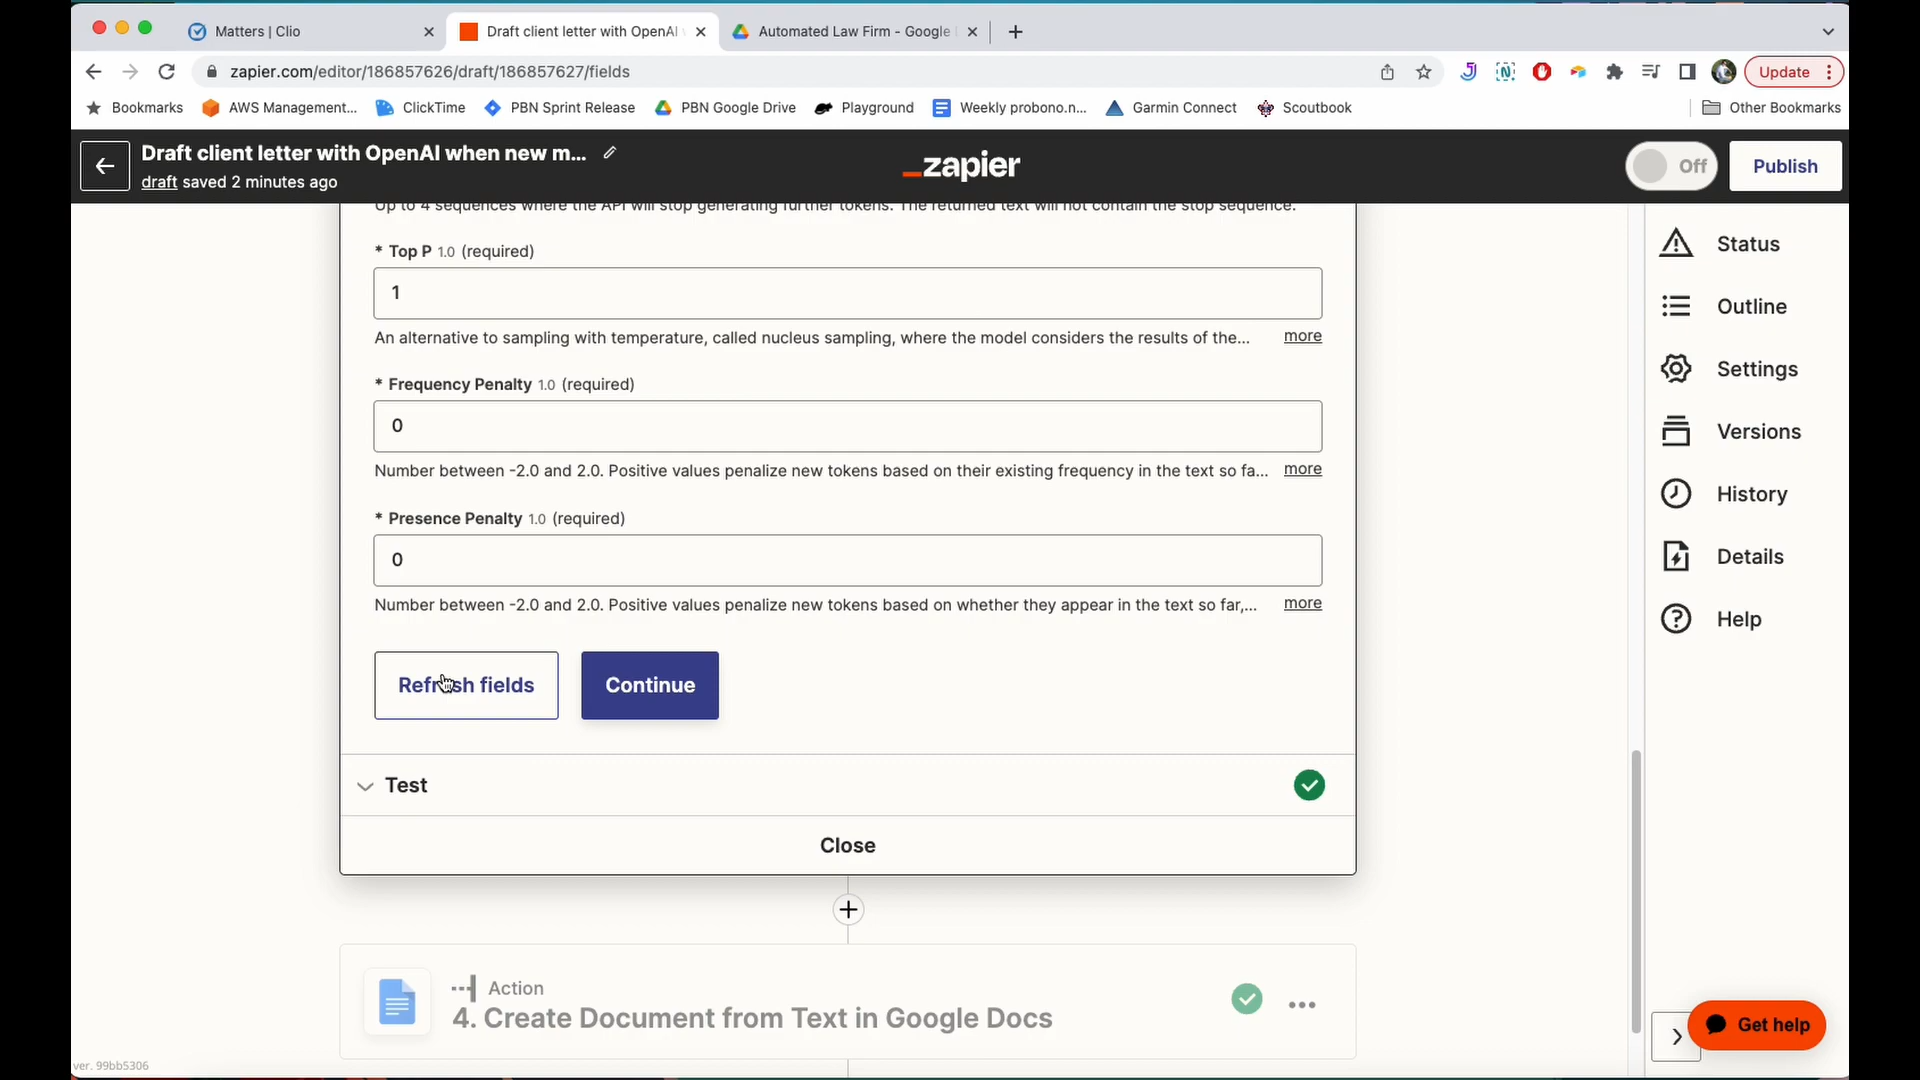 Matters | Clio
Draft client letter with OpenAI
Automated Law Firm - Google
zapier.com/editor/186857626/draft/186857627/fields
Update
Bookmarks
AWS Management...
ClickTime
PBN Sprint Release
PBN Google Drive
Playground
Weekly probono.n...
Garmin Connect
Scoutbook
Other Bookmarks
Draft client letter with OpenAI when new m...
draft saved 2 minutes ago
zapier
Off
Publish
Up to 4 sequences where the API will stop generating further tokens. The returned text will not contain the stop sequence.
* Top P 1.0 (required)
1
An alternative to sampling with temperature, called nucleus sampling, where the model considers the results of the... more
* Frequency Penalty 1.0 (required)
0
Number between -2.0 and 2.0. Positive values penalize new tokens based on their existing frequency in the text so fa... more
* Presence Penalty 1.0 (required)
0
Number between -2.0 and 2.0. Positive values penalize new tokens based on whether they appear in the text so far,... more
Refresh fields
Continue
Test
Close
Action
4. Create Document from Text in Google Docs
Status
Outline
Settings
Versions
History
Details
Help
Get help
ver. 99bb5306